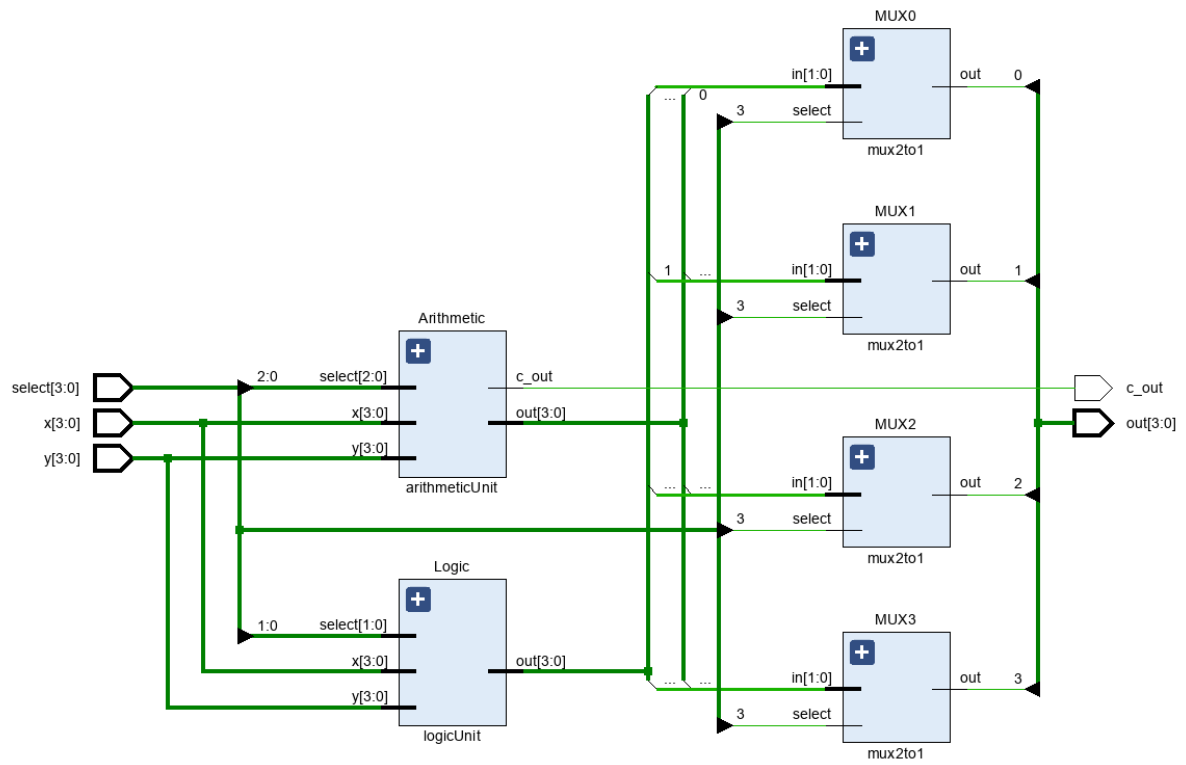 MUX0
in[1:0]
out
0
... 0
3
select
mux2to1
MUX1
1
...
in[1:0]
out
1
3
select
mux2to1
Arithmetic
select[3:0]
2:0
select[2:0]
c_out
c_out
x[3:0]
x[3:0]
out[3:0]
out[3:0]
y[3:0]
y[3:0]
arithmeticUnit
MUX2
... ...
in[1:0]
out
2
3
select
mux2to1
Logic
1:0
select[1:0]
x[3:0]
out[3:0]
y[3:0]
logicUnit
MUX3
... ...
in[1:0]
out
3
3
select
mux2to1